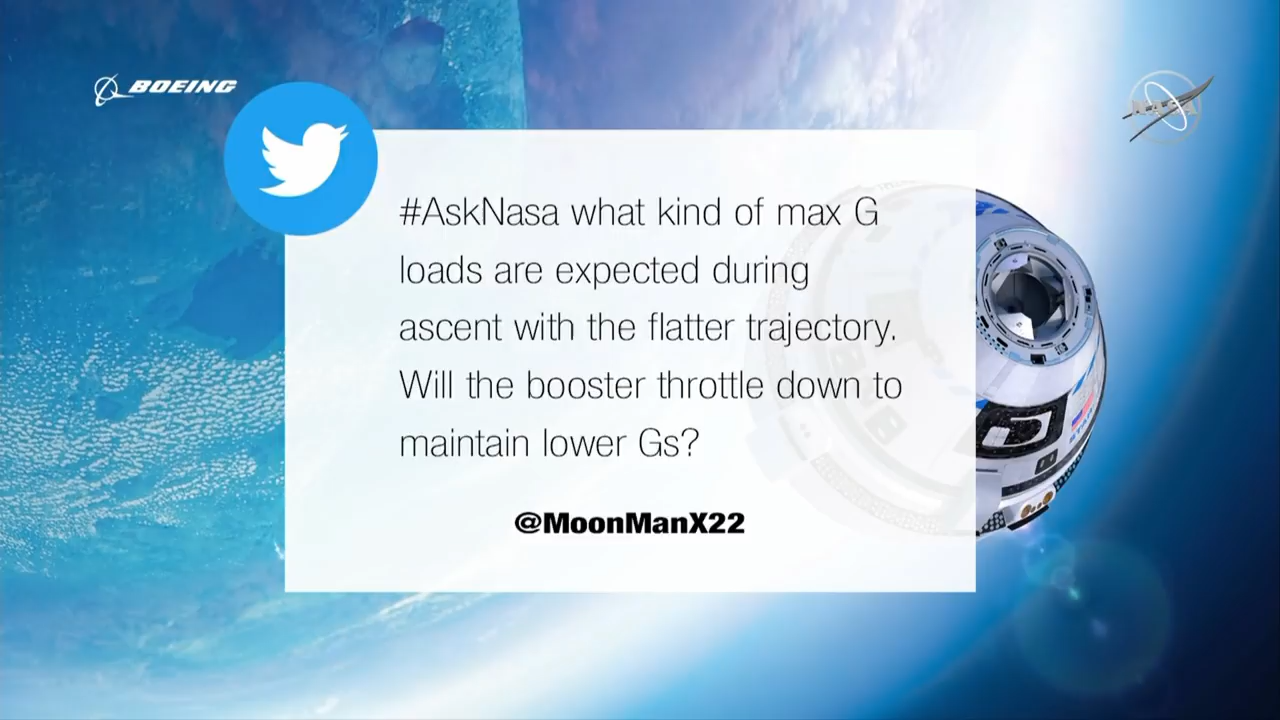 BOEING
NASA
#AskNasa what kind of max G
loads are expected during
ascent with the flatter trajectory.
Will the booster throttle down to
maintain lower Gs?
@MoonManX22